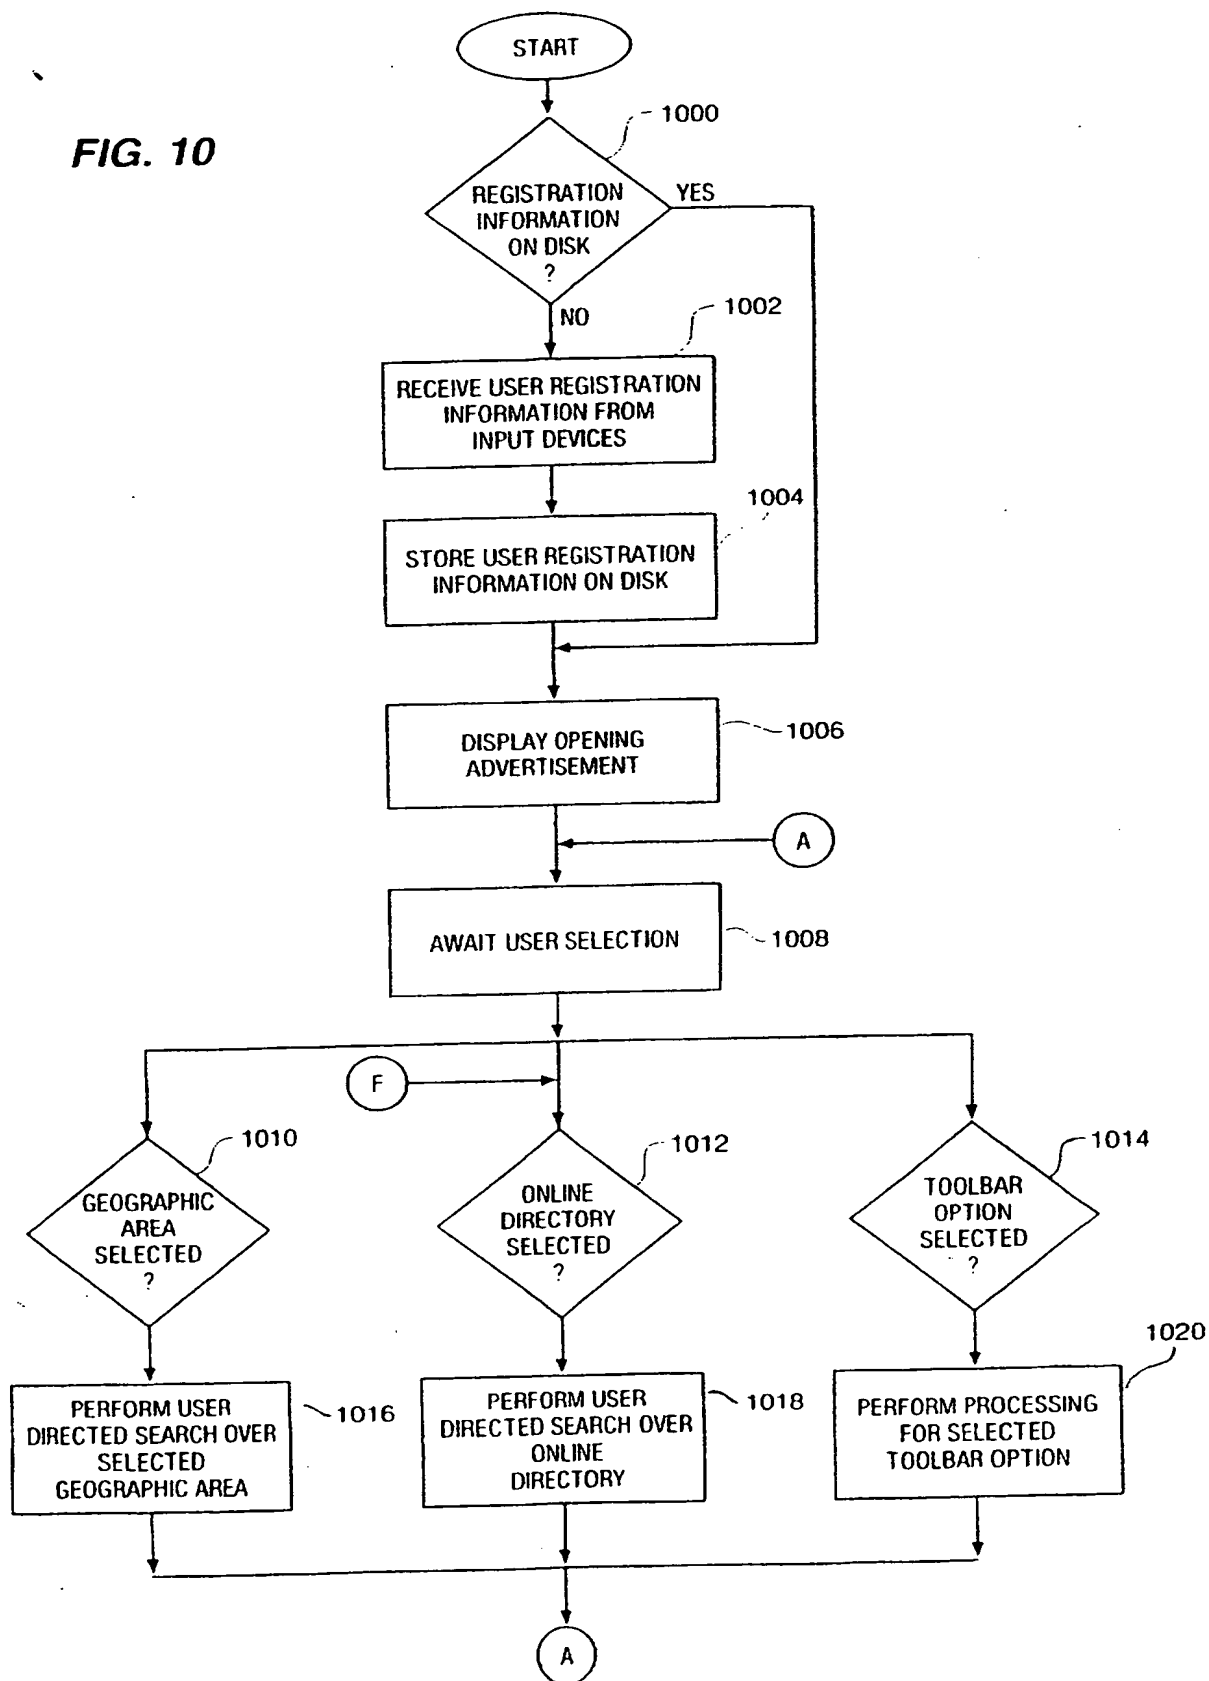 START
FIG. 10
1000
REGISTRATION
INFORMATION
ON DISK
?
YES
NO
1002
RECEIVE USER REGISTRATION
INFORMATION FROM
INPUT DEVICES
1004
STORE USER REGISTRATION
INFORMATION ON DISK
1006
DISPLAY OPENING
ADVERTISEMENT
A
AWAIT USER SELECTION
1008
F
1010
GEOGRAPHIC
AREA
SELECTED
?
1012
ONLINE
DIRECTORY
SELECTED
?
1014
TOOLBAR
OPTION
SELECTED
?
PERFORM USER
DIRECTED SEARCH OVER
SELECTED
GEOGRAPHIC AREA
1016
PERFORM USER
DIRECTED SEARCH OVER
ONLINE
DIRECTORY
1018
1020
PERFORM PROCESSING
FOR SELECTED
TOOLBAR OPTION
A